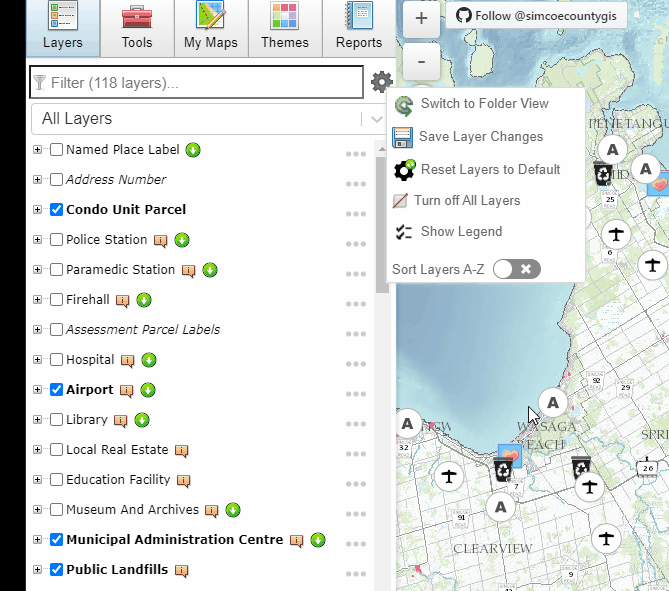 Layers
Tools
My Maps
Themes
Reports
+
-
Follow @simcoecountygis
Filter (118 layers)...
All Layers
Switch to Folder View
Save Layer Changes
Reset Layers to Default
Turn off All Layers
Show Legend
Sort Layers A-Z
Named Place Label
Address Number
Condo Unit Parcel
Police Station
Paramedic Station
Firehall
Assessment Parcel Labels
Hospital
Airport
Library
Local Real Estate
Education Facility
Museum And Archives
Municipal Administration Centre
Public Landfills
PENETANGU
A
A
25
6
92
29
A
A
WASAGA
BEACH
SPRI
32
26
7
A
91
CLEARVIEW
9